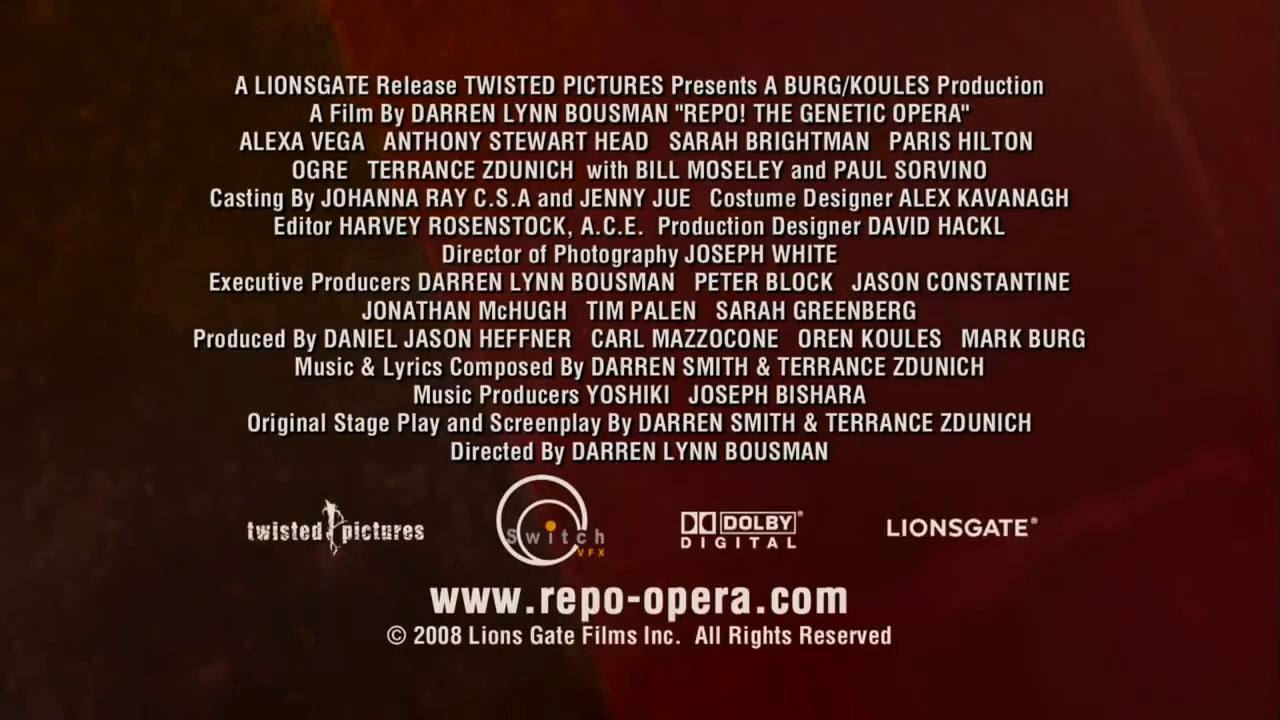 A LIONSGATE Release TWISTED PICTURES Presents A BURG/KOULES Production
A Film By DARREN LYNN BOUSMAN "REPO! THE GENETIC OPERA"
ALEXA VEGA ANTHONY STEWART HEAD SARAH BRIGHTMAN PARIS HILTON
OGRE TERRANCE ZDUNICH with BILL MOSELEY and PAUL SORVINO
Casting By JOHANNA RAY C.S.A and JENNY JUE Costume Designer ALEX KAVANAGH
Editor HARVEY ROSENSTOCK, A.C.E. Production Designer DAVID HACKL
Director of Photography JOSEPH WHITE
Executive Producers DARREN LYNN BOUSMAN PETER BLOCK JASON CONSTANTINE
JONATHAN McHUGH TIM PALEN SARAH GREENBERG
Produced By DANIEL JASON HEFFNER CARL MAZZOCONE OREN KOULES MARK BURG
Music & Lyrics Composed By DARREN SMITH & TERRANCE ZDUNICH
Music Producers YOSHIKI JOSEPH BISHARA
Original Stage Play and Screenplay By DARREN SMITH & TERRANCE ZDUNICH
Directed By DARREN LYNN BOUSMAN
twisted pictures
Switch
VFX
DOLBY®
DIGITAL
LIONSGATE®
www.repo-opera.com
© 2008 Lions Gate Films Inc. All Rights Reserved